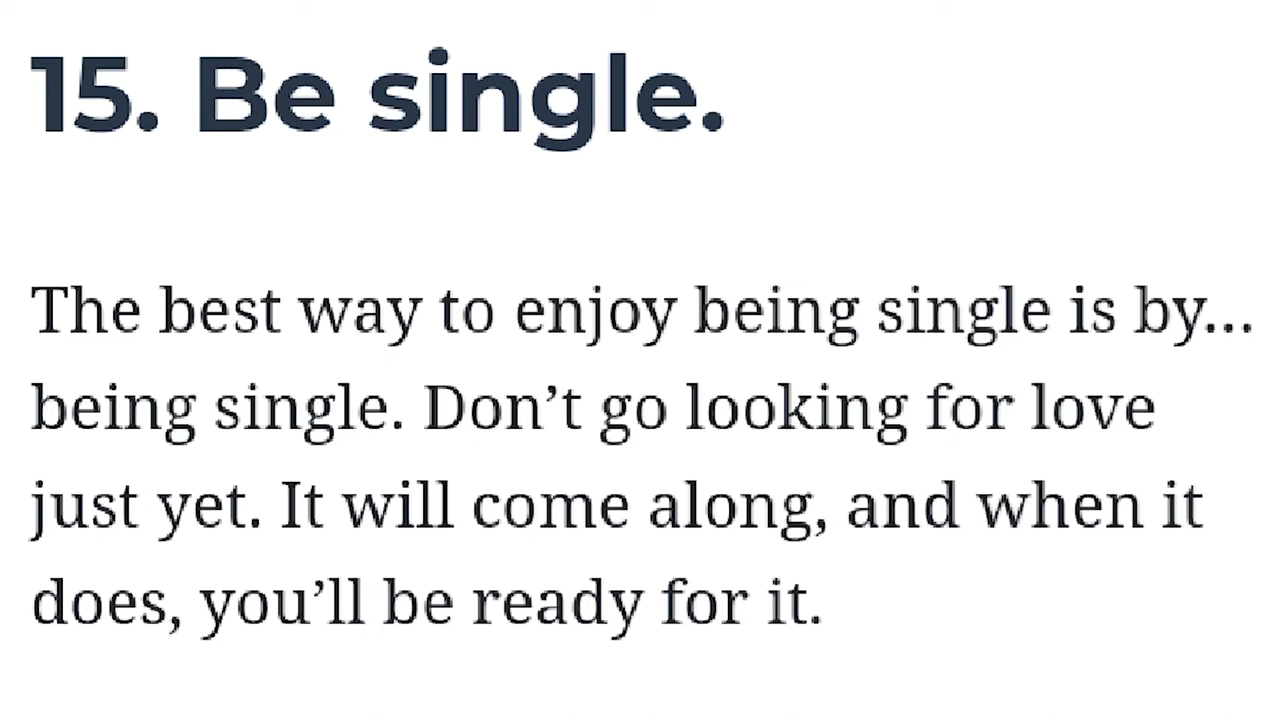 15. Be single.
The best way to enjoy being single is by...
being single. Don’t go looking for love
just yet. It will come along, and when it
does, you’ll be ready for it.